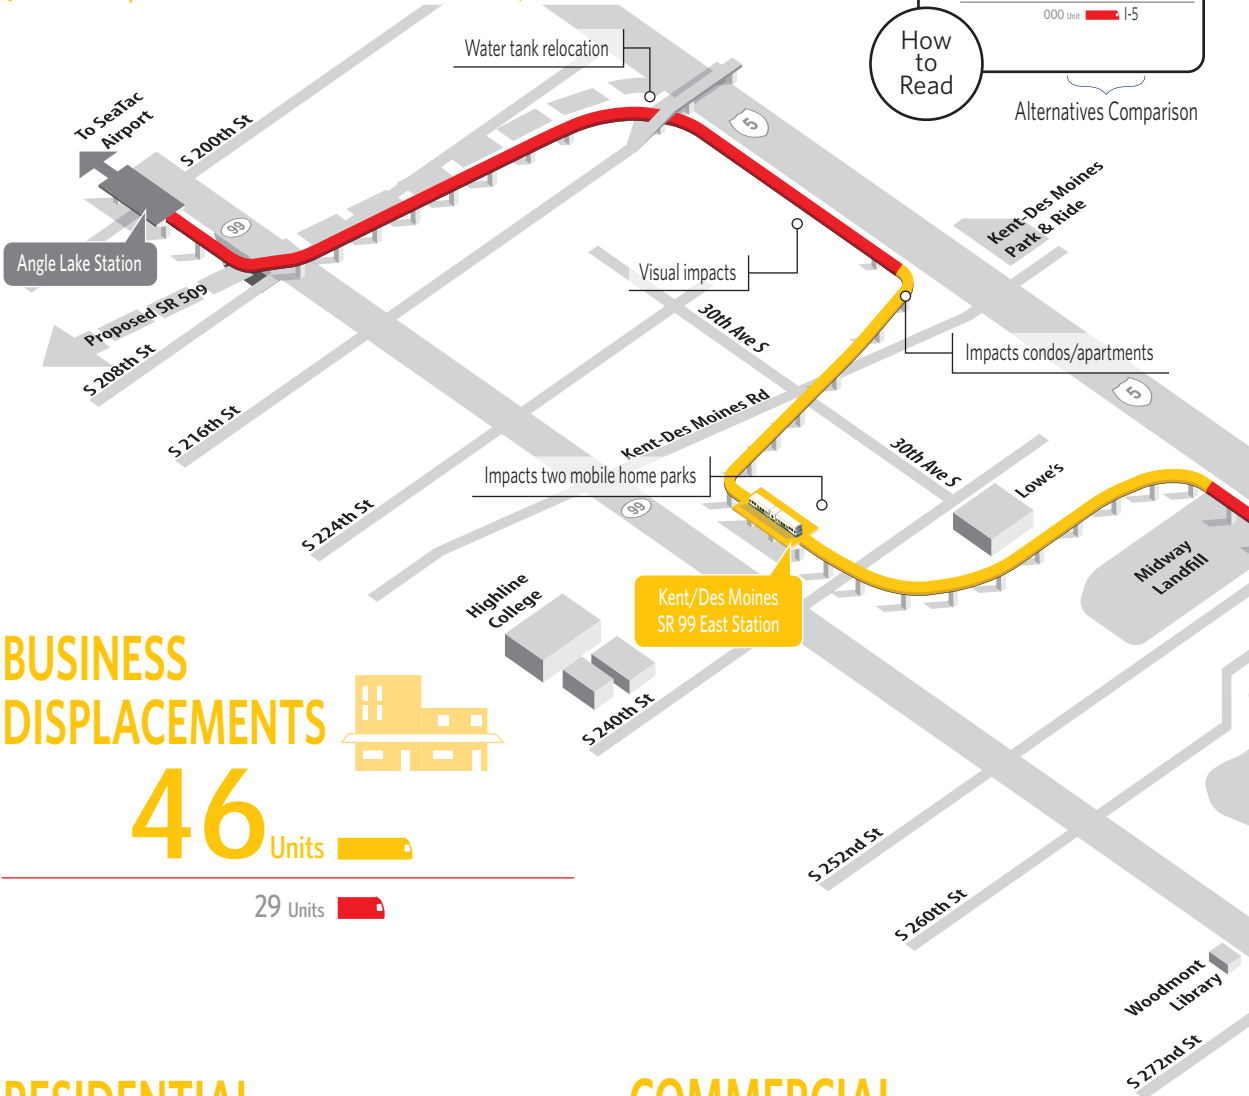 000 Unit I-5
How
to
Read
Alternatives Comparison
Water tank relocation
To SeaTac
Airport
S 200th St
5
99
Angle Lake Station
Kent-Des Moines
Park & Ride
Visual impacts
Proposed SR 509
S 208th St
30th Ave S
Impacts condos/apartments
5
S 216th St
Kent-Des Moines Rd
30th Ave S
Impacts two mobile home parks
Lowe's
99
S 224th St
Midway
Landfill
Highline
College
Kent/Des Moines
SR 99 East Station
BUSINESS
DISPLACEMENTS
46 Units
29 Units
S 240th St
S 252nd St
S 260th St
Woodmont
Library
S 272nd St
RESIDENTIAL
COMMERCIAL